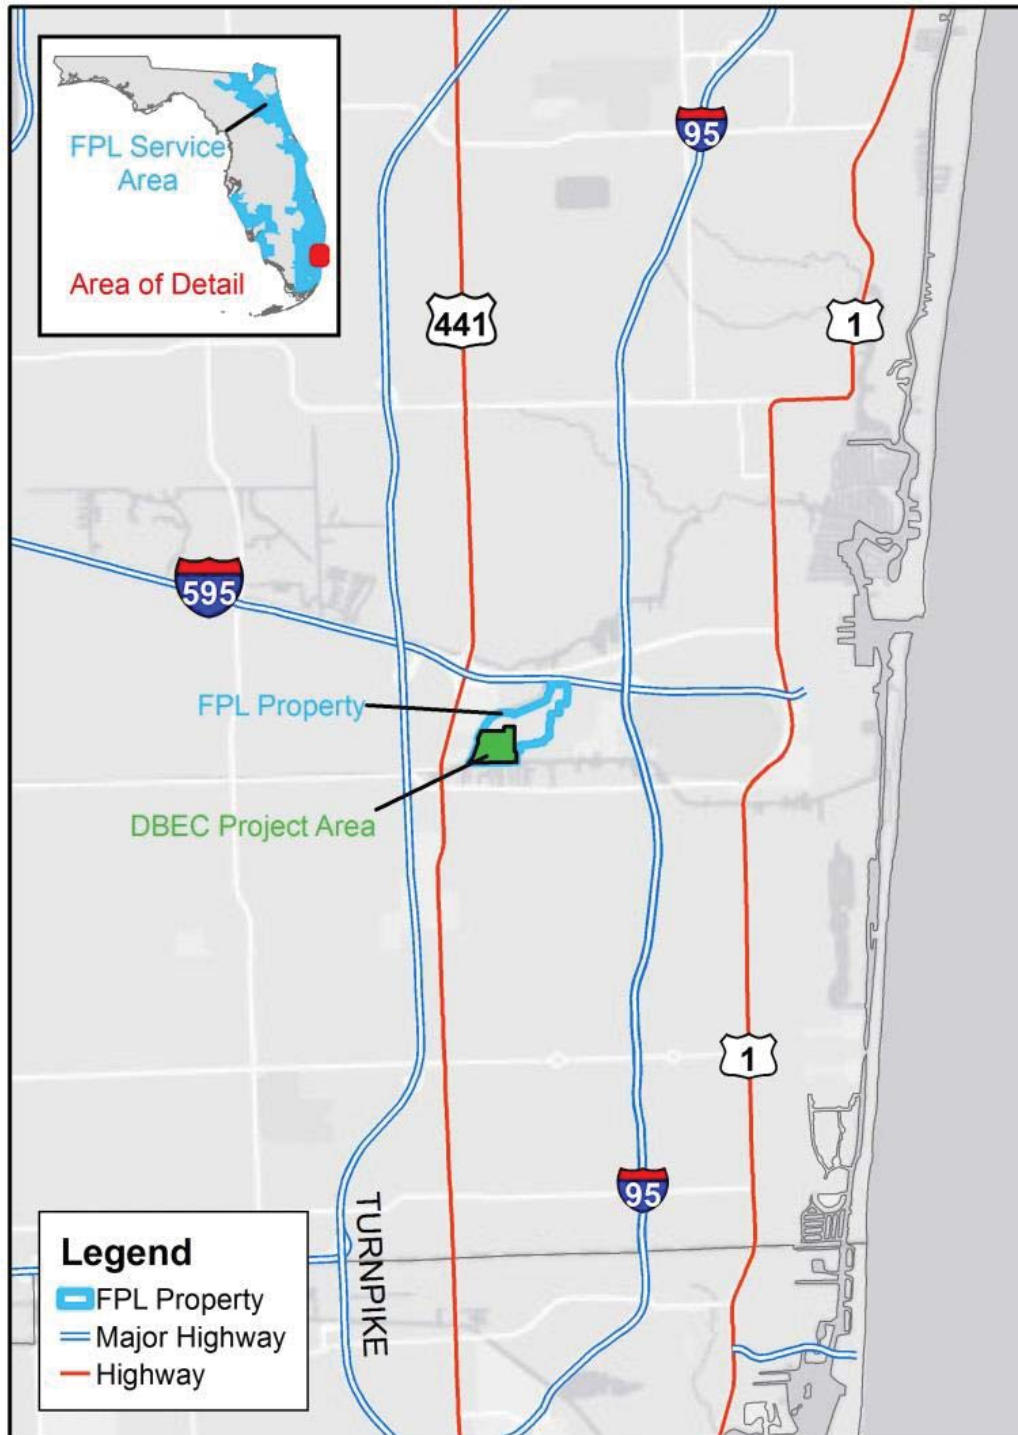 FPL Service
Area
Area of Detail
95
441
1
595
FPL Property
DBEC Project Area
1
95
TURNPIKE
Legend
FPL Property
Major Highway
Highway